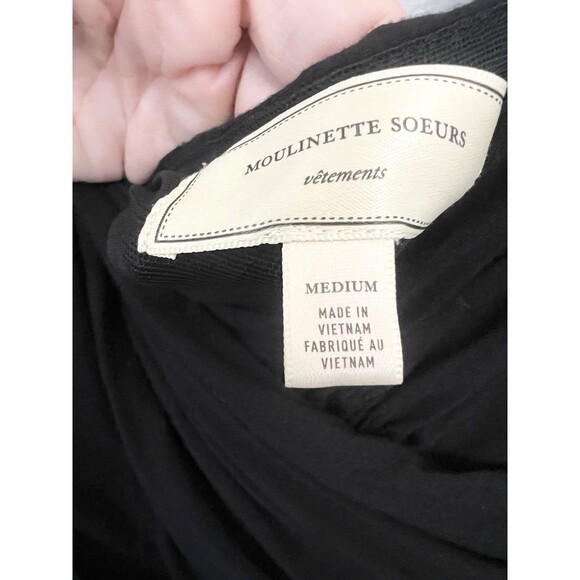 MOULINETTE SOEURS
vêtements
MEDIUM
MADE IN
VIETNAM
FABRIQUÉ AU
VIETNAM